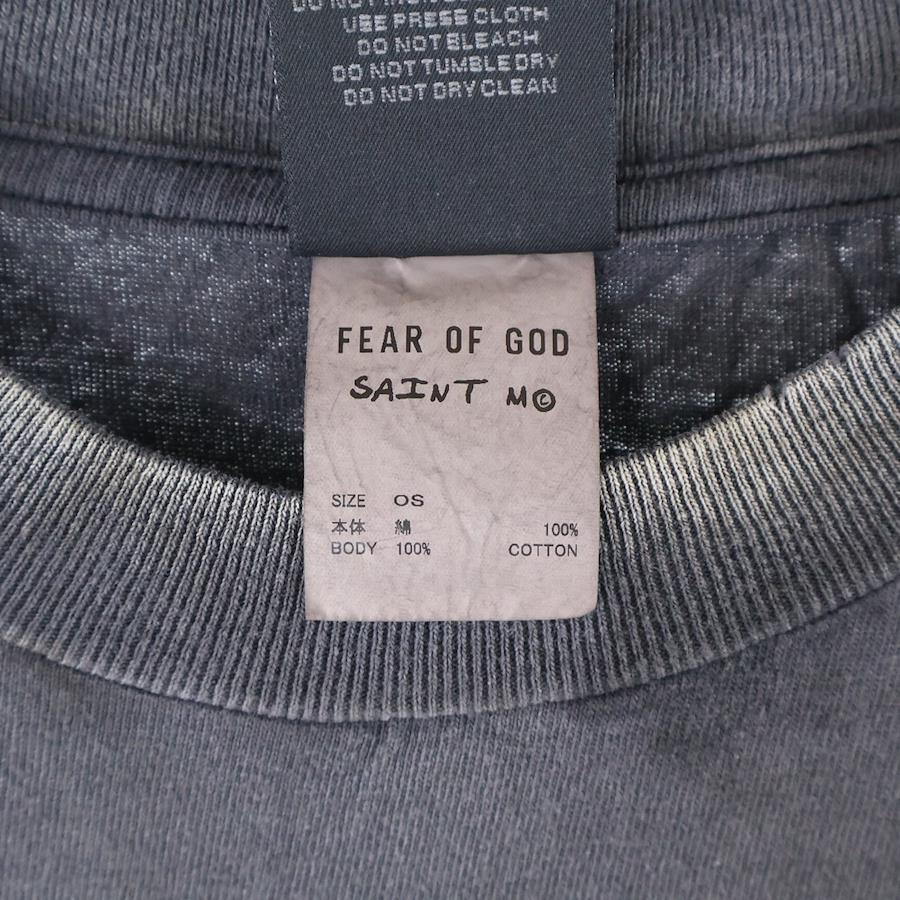 USE PRESS CLOTH
DO NOT BLEACH
DO NOT TUMBLE DRY
DO NOT DRY CLEAN
FEAR OF GOD
SAINT M©
SIZE OS
本体 綿 100%
BODY 100% COTTON